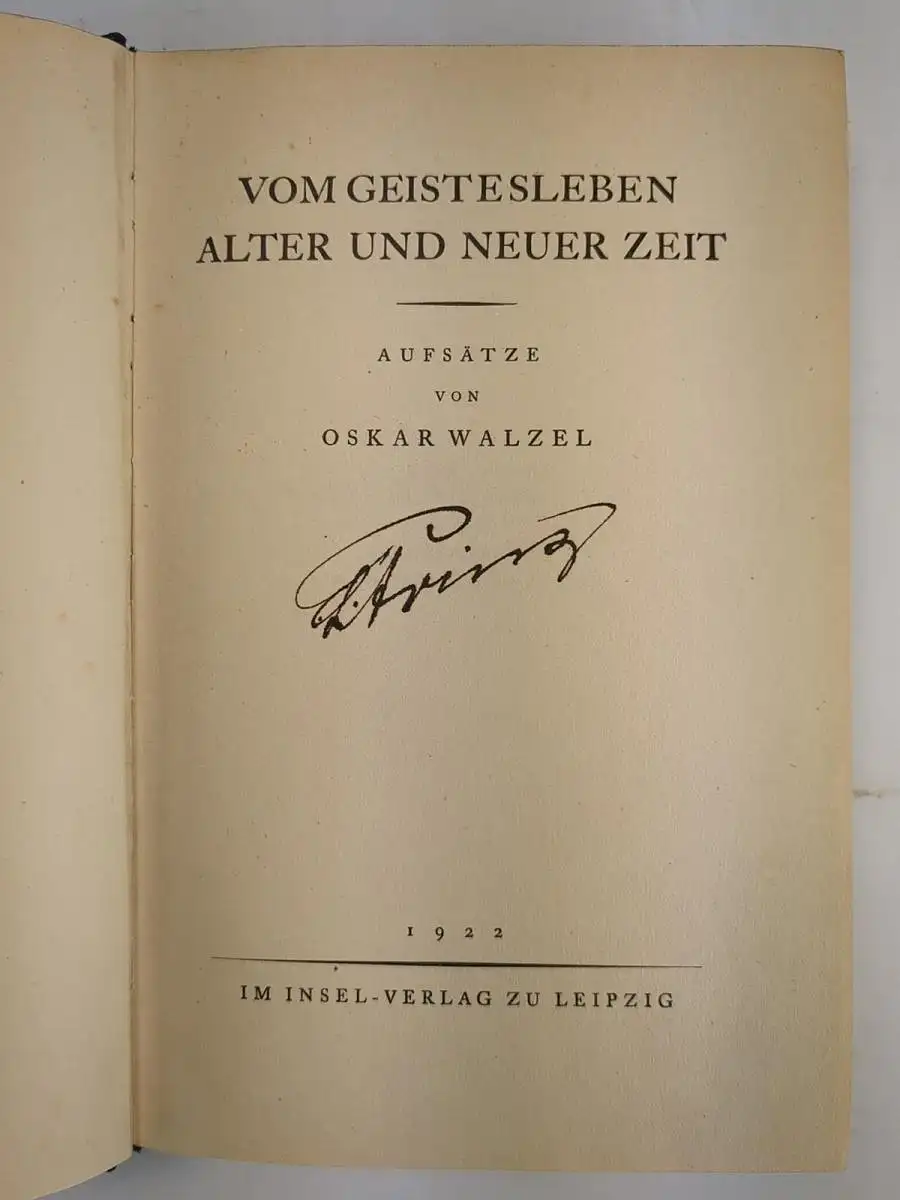 VOM GEISTESLEBEN
ALTER UND NEUER ZEIT
AUFSÄTZE
VON
OSKAR WALZEL
1922
IM INSEL-VERLAG ZU LEIPZIG